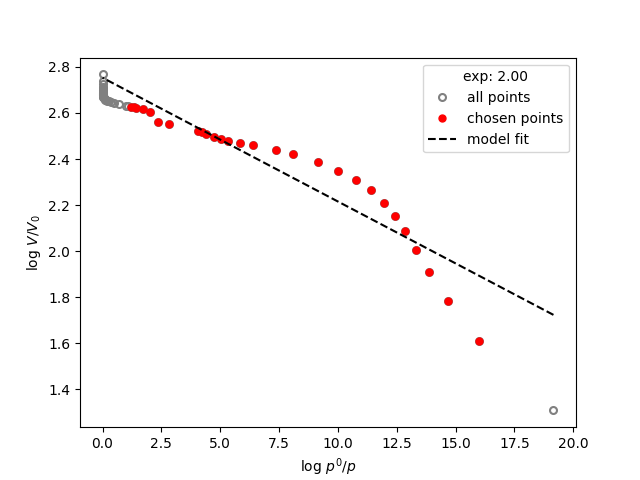 exp: 2.00
all points
chosen points
model fit
log V/V₀
2.8
2.6
2.4
2.2
2.0
1.8
1.6
1.4
0.0 2.5 5.0 7.5 10.0 12.5 15.0 17.5 20.0
log p⁰/p